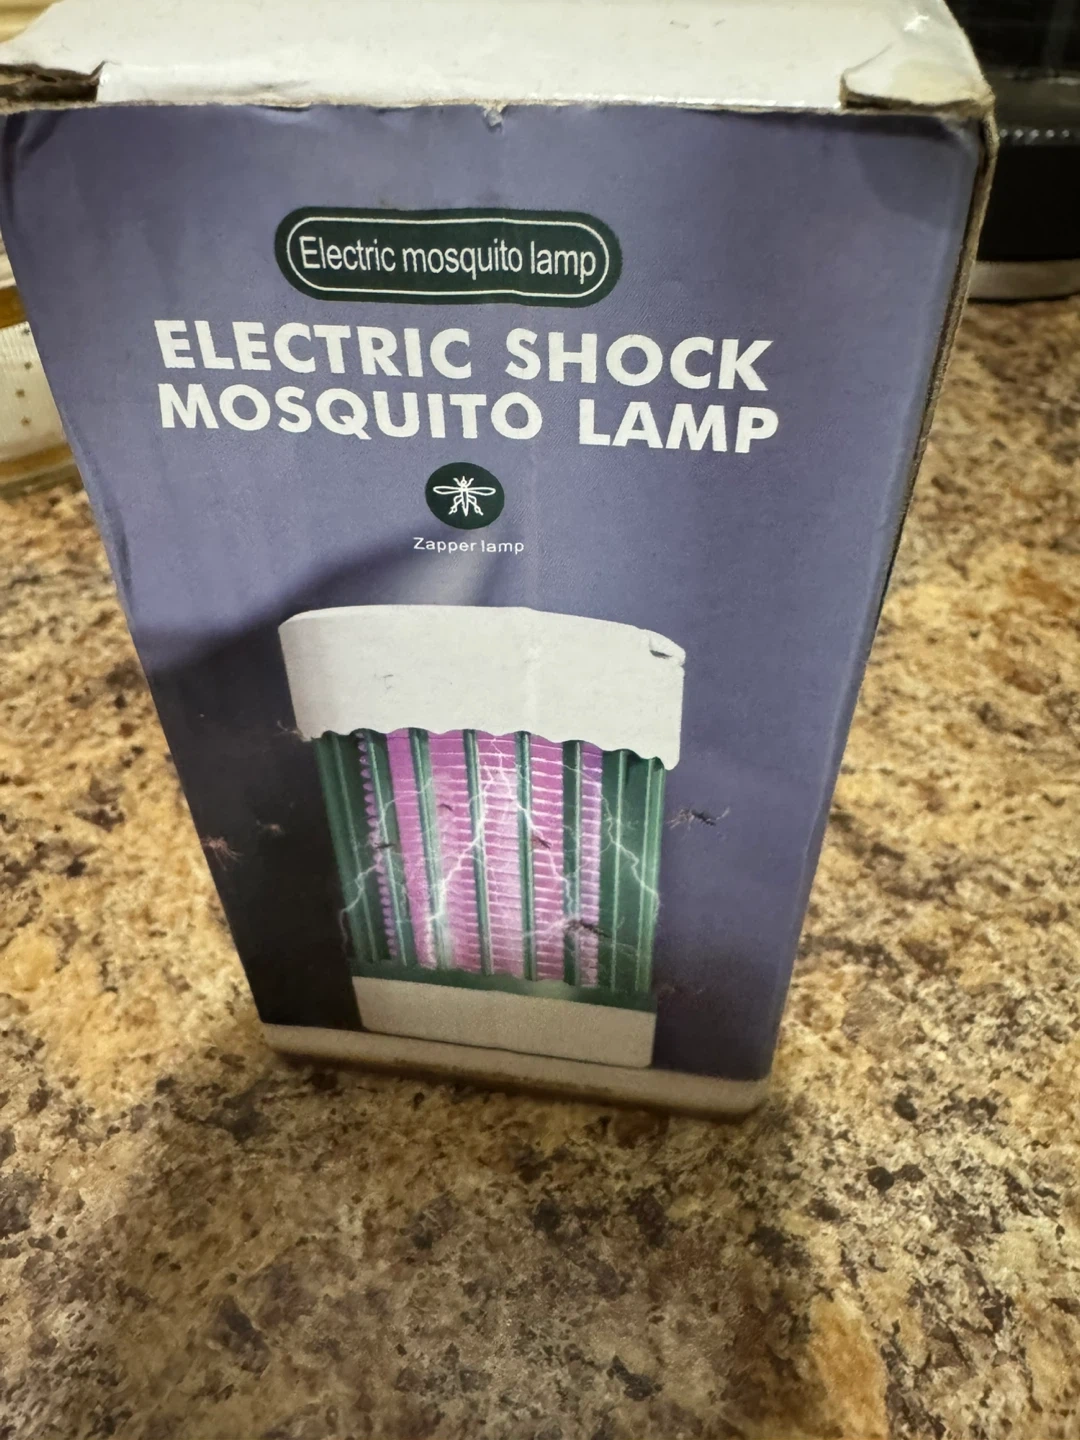 Electric mosquito lamp
ELECTRIC SHOCK
MOSQUITO LAMP
Zapper lamp